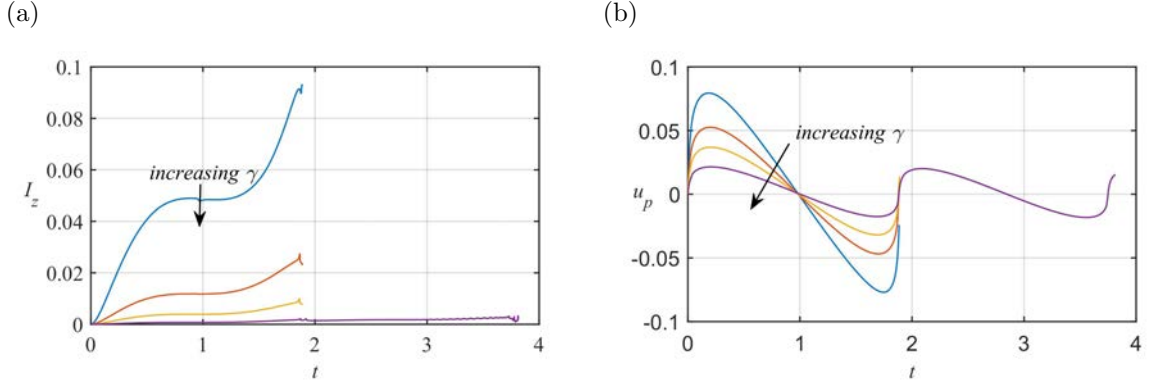 (a)
0.1
0.08
0.06
0.04
0.02
0
I_z
increasing γ
0 1 2 3 4
t
(b)
0.1
0.05
0
-0.05
-0.1
u_p
increasing γ
0 1 2 3 4
t